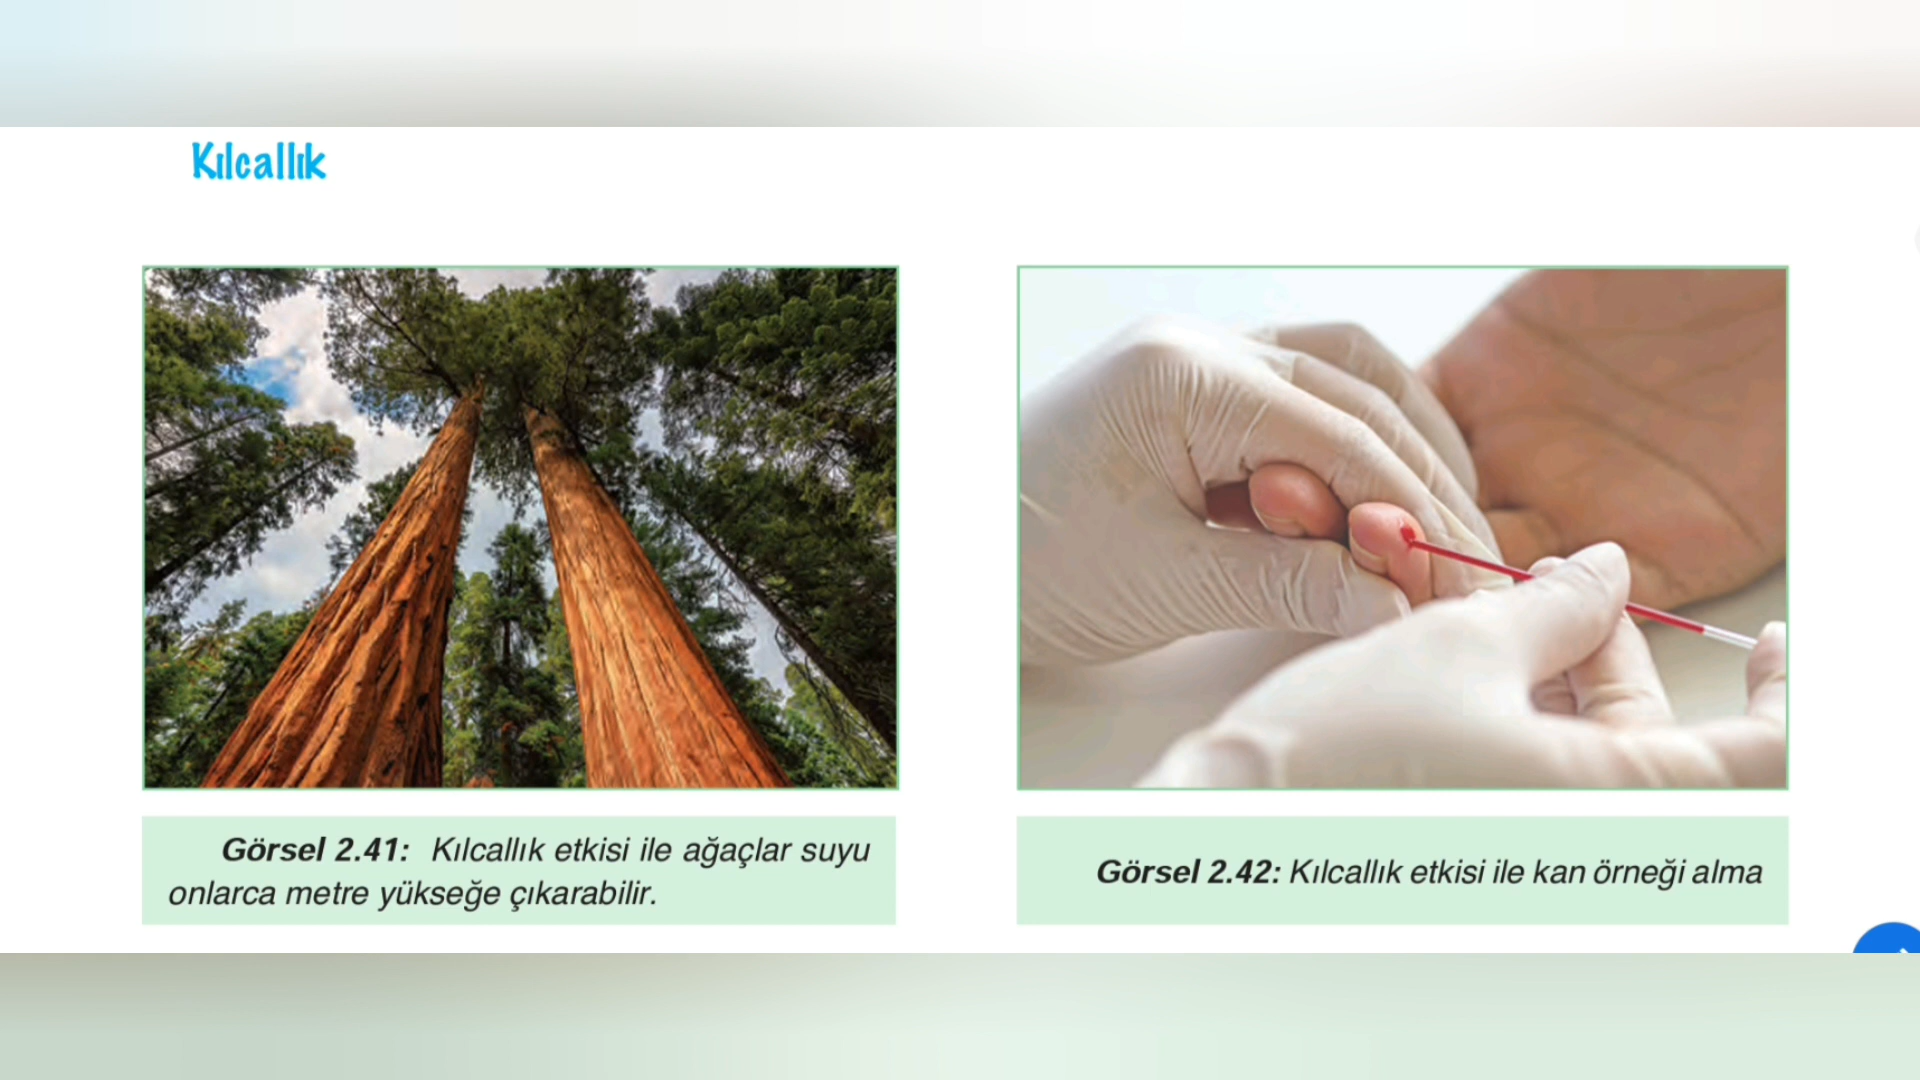 Kılcallık
Görsel 2.41: Kılcallık etkisi ile ağaçlar suyu
onlarca metre yükseğe çıkarabilir.
Görsel 2.42: Kılcallık etkisi ile kan örneği alma